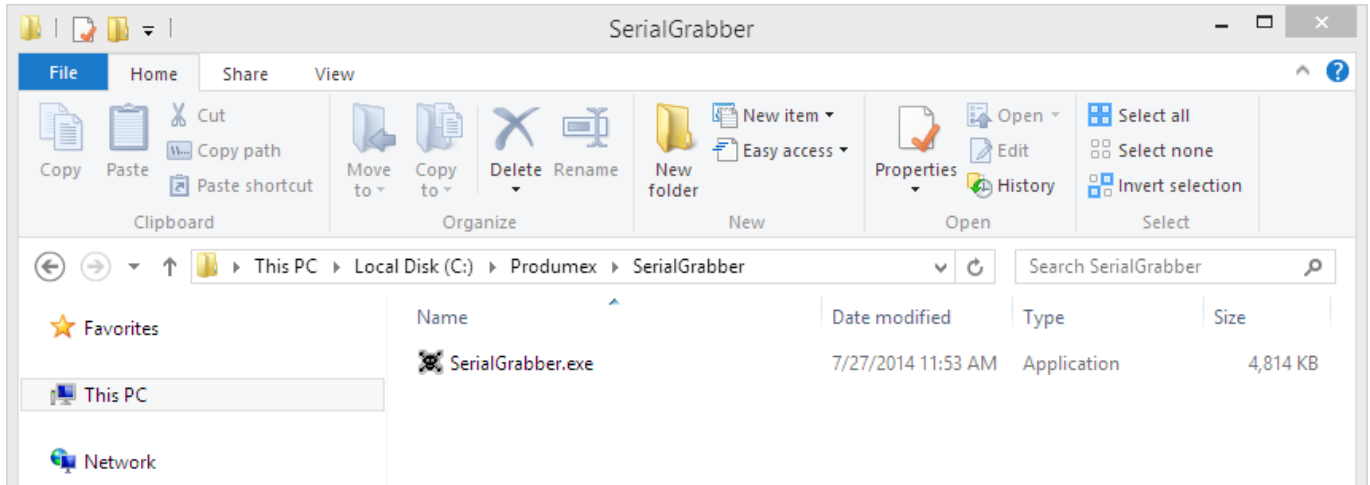 SerialGrabber
File Home Share View
Copy
Paste
Cut
Copy path
Paste shortcut
Clipboard
Move to
Copy to
Delete
Rename
Organize
New folder
New item
Easy access
New
Properties
Open
Edit
History
Open
Select all
Select none
Invert selection
Select
This PC Local Disk (C:) Produmex SerialGrabber
Search SerialGrabber
Name Date modified Type Size
Favorites
SerialGrabber.exe 7/27/2014 11:53 AM Application 4,814 KB
This PC
Network